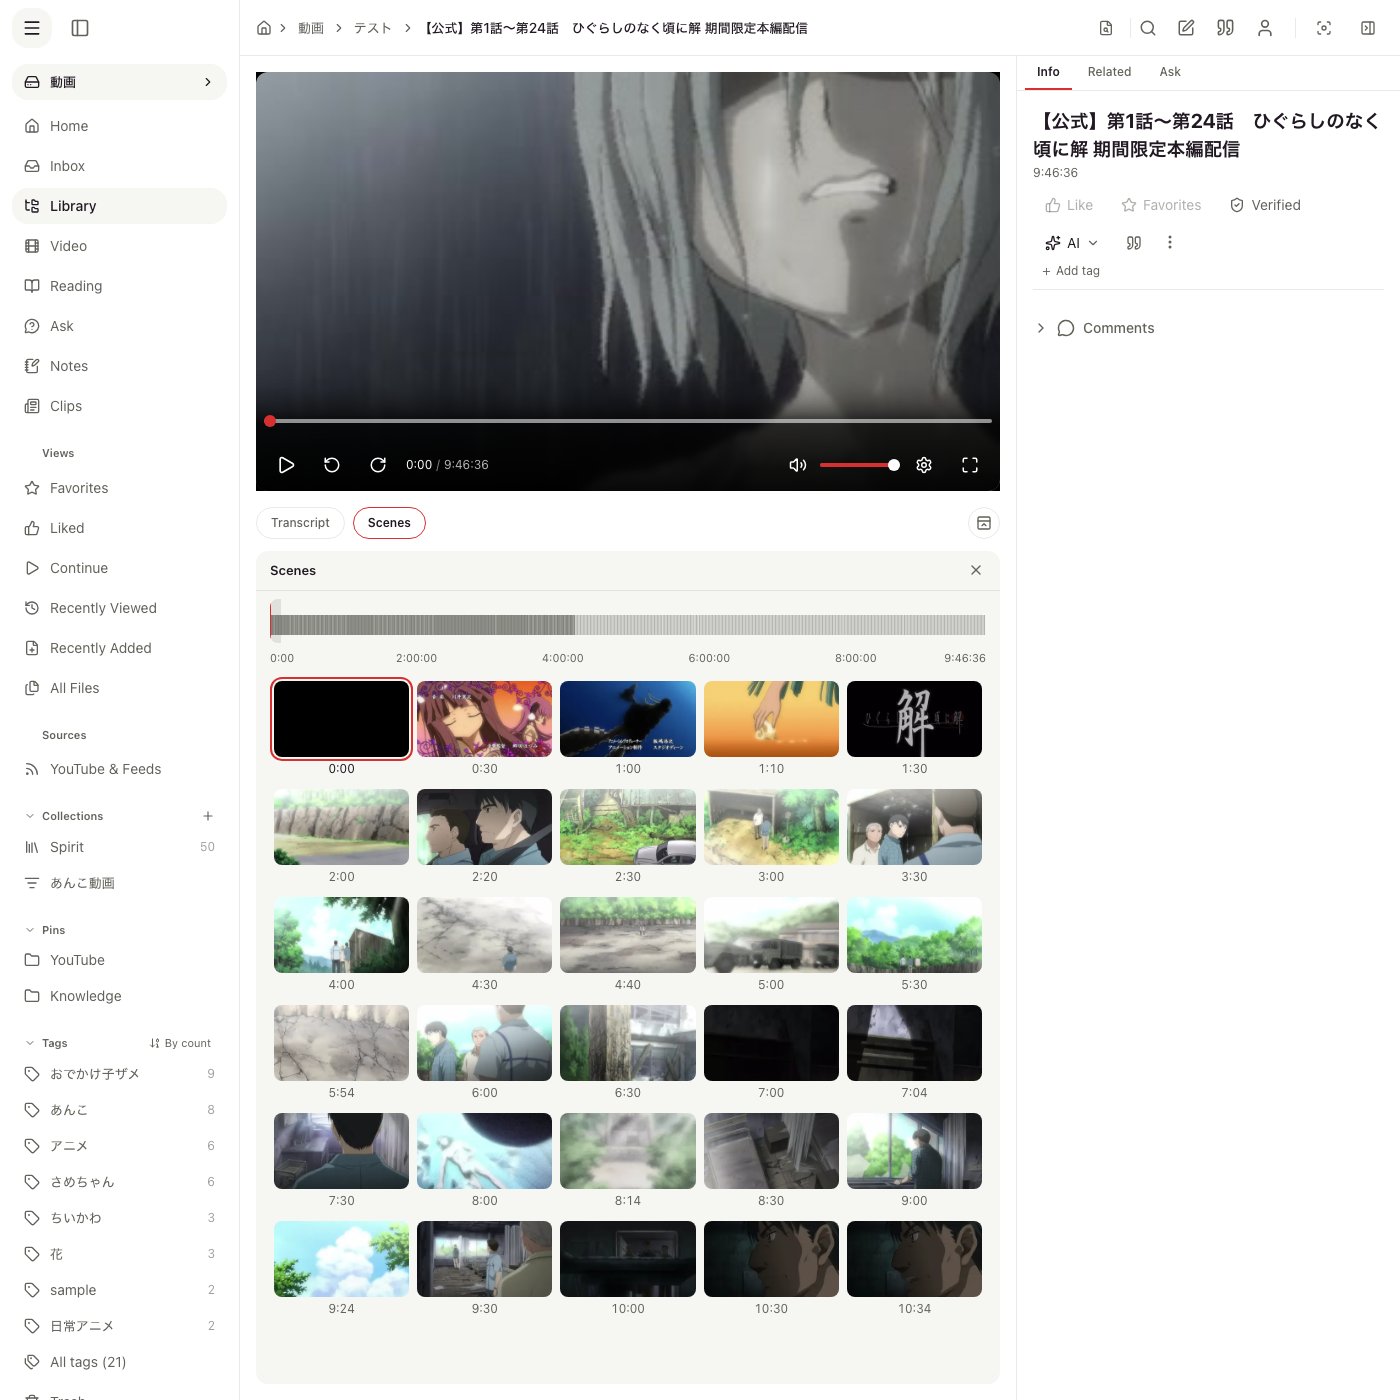 動画
Home
Inbox
Library
Video
Reading
Ask
Notes
Clips
Views
Favorites
Liked
Continue
Recently Viewed
Recently Added
All Files
Sources
YouTube & Feeds
Collections
Spirit 50
あんこ動画
Pins
YouTube
Knowledge
Tags By count
おでかけ子ザメ 9
あんこ 8
アニメ 6
さめちゃん 6
ちいかわ 3
花 3
sample 2
日常アニメ 2
All tags (21)
動画 テスト 【公式】第1話〜第24話　ひぐらしのなく頃に解 期間限定本編配信
0:00 / 9:46:36
Transcript Scenes
Scenes
0:00 2:00:00 4:00:00 6:00:00 8:00:00 9:46:36
解
0:00 0:30 1:00 1:10 1:30
2:00 2:20 2:30 3:00 3:30
4:00 4:30 4:40 5:00 5:30
5:54 6:00 6:30 7:00 7:04
7:30 8:00 8:14 8:30 9:00
9:24 9:30 10:00 10:30 10:34
Info Related Ask
【公式】第1話〜第24話　ひぐらしのなく
頃に解 期間限定本編配信
9:46:36
Like Favorites Verified
AI
+ Add tag
Comments